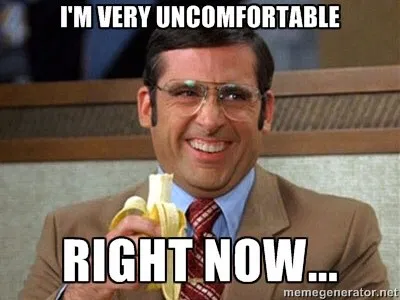 I'M VERY UNCOMFORTABLE
RIGHT NOW...
memegenerator.net